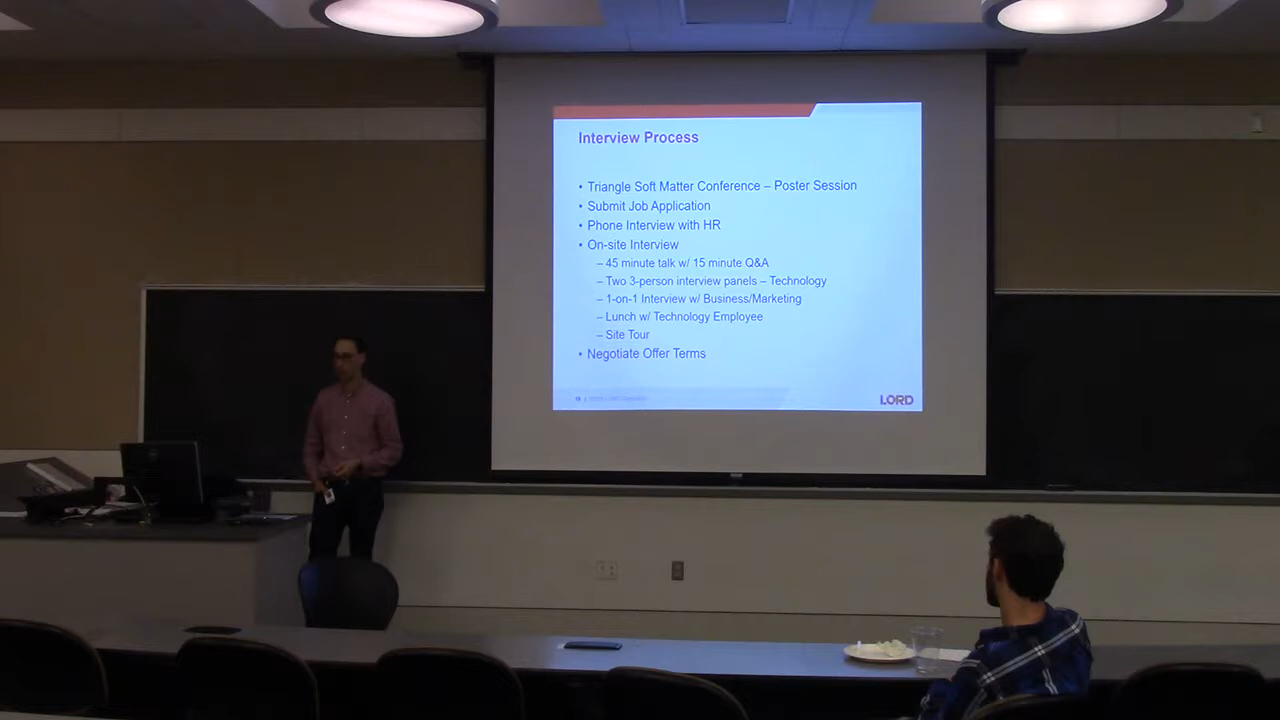 Interview Process
• Triangle Soft Matter Conference – Poster Session
• Submit Job Application
• Phone Interview with HR
• On-site Interview
– 45 minute talk w/ 15 minute Q&A
– Two 3-person interview panels – Technology
– 1-on-1 Interview w/ Business/Marketing
– Lunch w/ Technology Employee
– Site Tour
• Negotiate Offer Terms
LORD